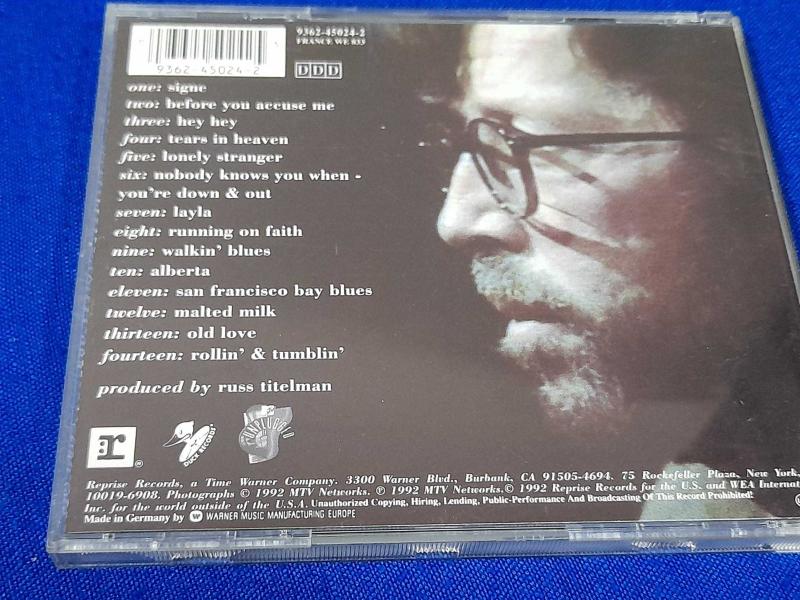 9362-45024-2
FRANCE WE 833
9362-45024-2
DDD
one: signe
two: before you accuse me
three: hey hey
four: tears in heaven
five: lonely stranger
six: nobody knows you when -
you're down & out
seven: layla
eight: running on faith
nine: walkin' blues
ten: alberta
eleven: san francisco bay blues
twelve: malted milk
thirteen: old love
fourteen: rollin' & tumblin'
produced by russ titelman
r ®
DUCK RECORDS
UNPLUGGED
Reprise Records, a Time Warner Company. 3300 Warner Blvd., Burbank, CA 91505-4694. 75 Rockefeller Plaza, New York,
10019-6908. Photographs © 1992 MTV Networks. ℗ 1992 MTV Networks. © 1992 Reprise Records for the U.S. and WEA Internat
Inc. for the world outside of the U.S.A. Unauthorized Copying, Hiring, Lending, Public-Performance And Broadcasting Of This Record Prohibited!
Made in Germany by WARNER MUSIC MANUFACTURING EUROPE